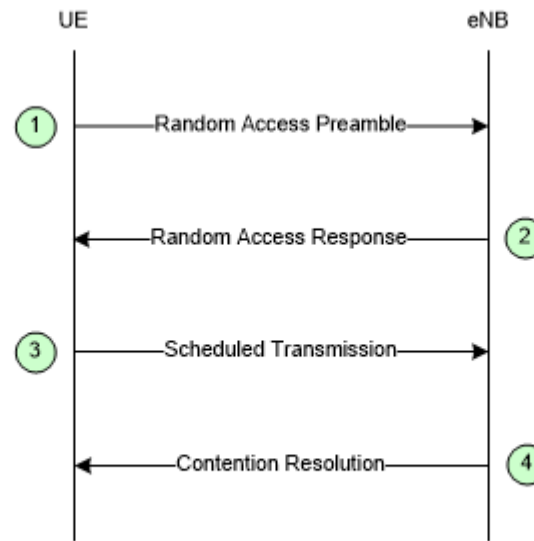 UE eNB
1 Random Access Preamble
Random Access Response 2
3 Scheduled Transmission
Contention Resolution 4